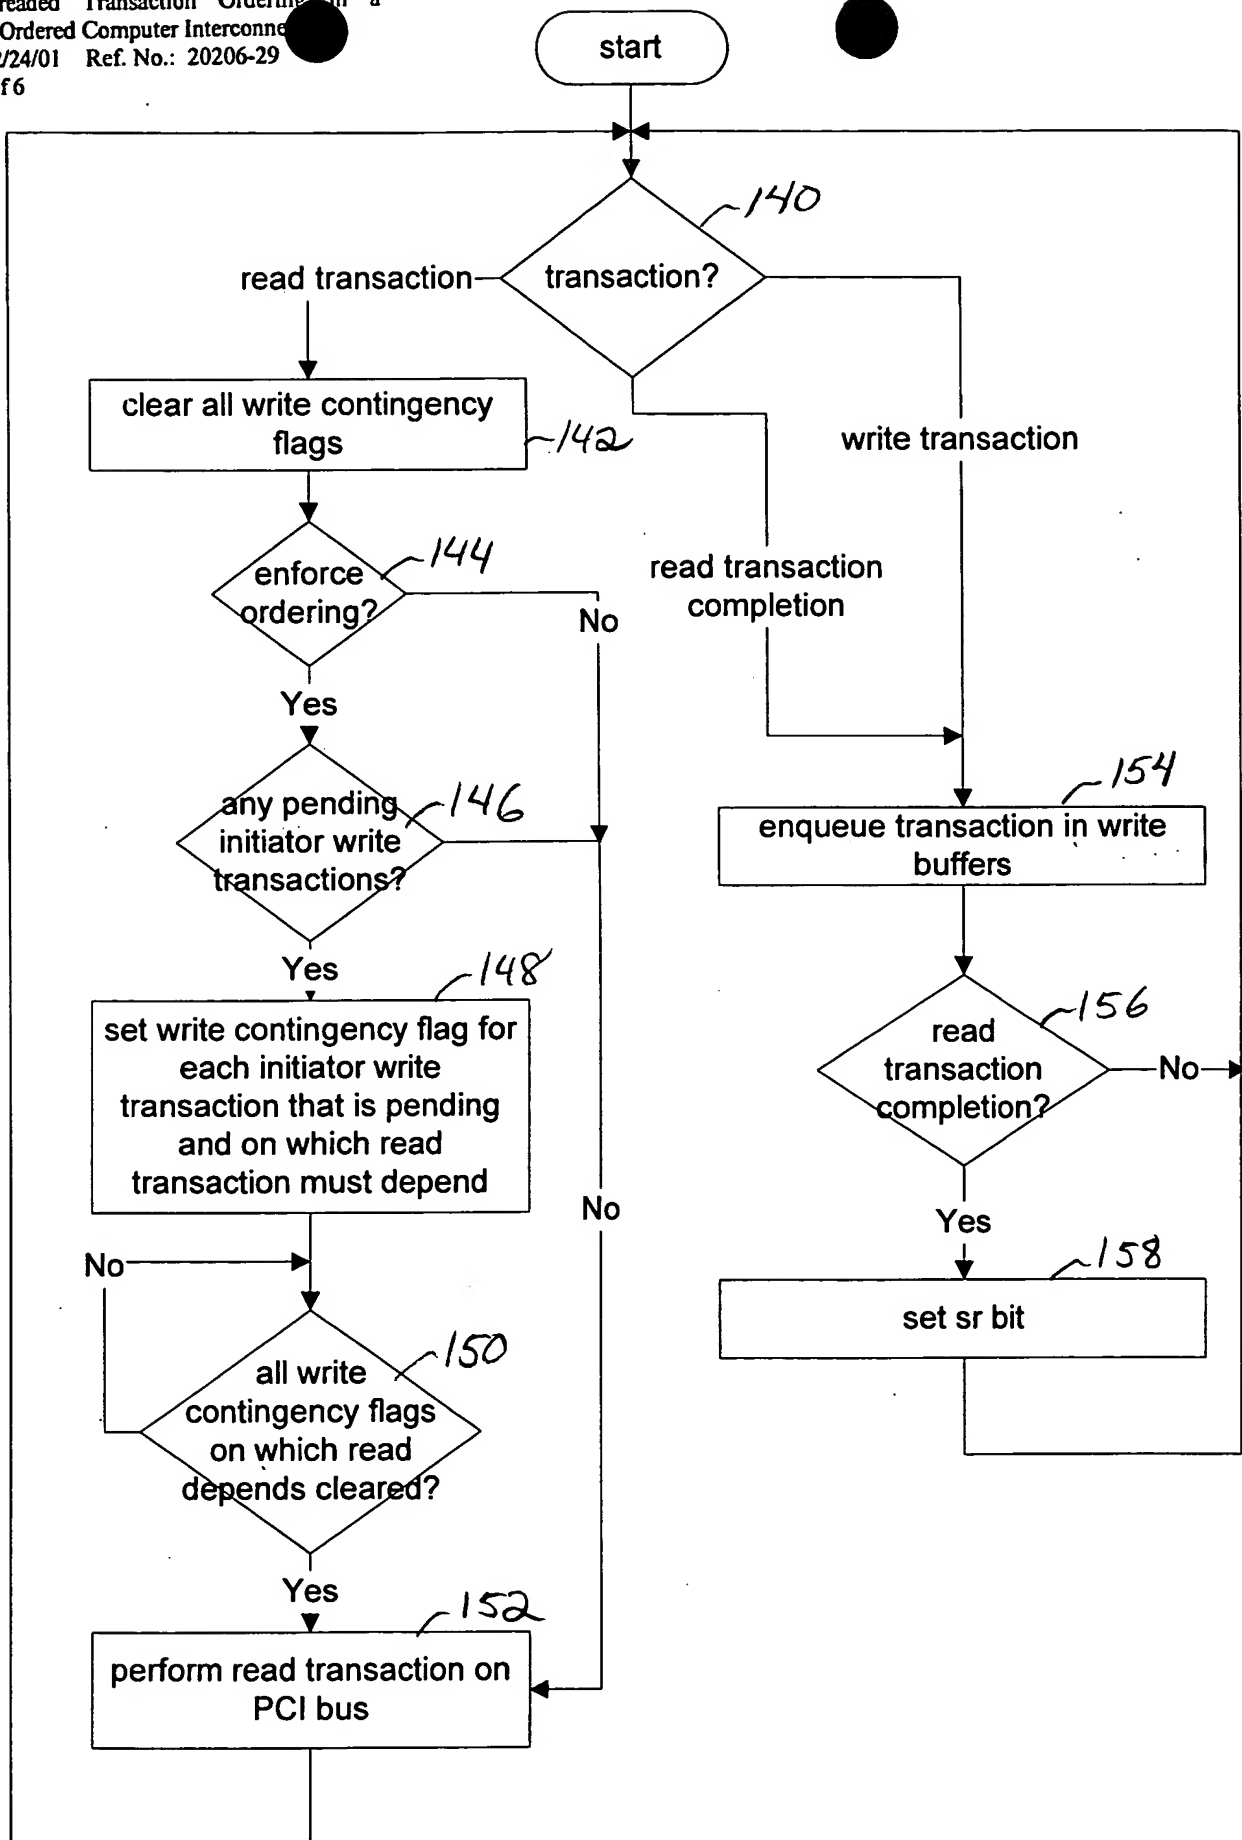 Transaction
Ordered Computer
/24/01 Ref. No.: 20206-29
f 6
start
140
transaction?
read transaction
clear all write contingency
flags
142
write transaction
enforce
ordering?
144
No
read transaction
completion
Yes
any pending
initiator write
transactions?
146
154
enqueue transaction in write
buffers
Yes
148
set write contingency flag for
each initiator write
transaction that is pending
and on which read
transaction must depend
156
read
transaction
completion?
No
No
Yes
No
158
set sr bit
150
all write
contingency flags
on which read
depends cleared?
Yes
152
perform read transaction on
PCI bus